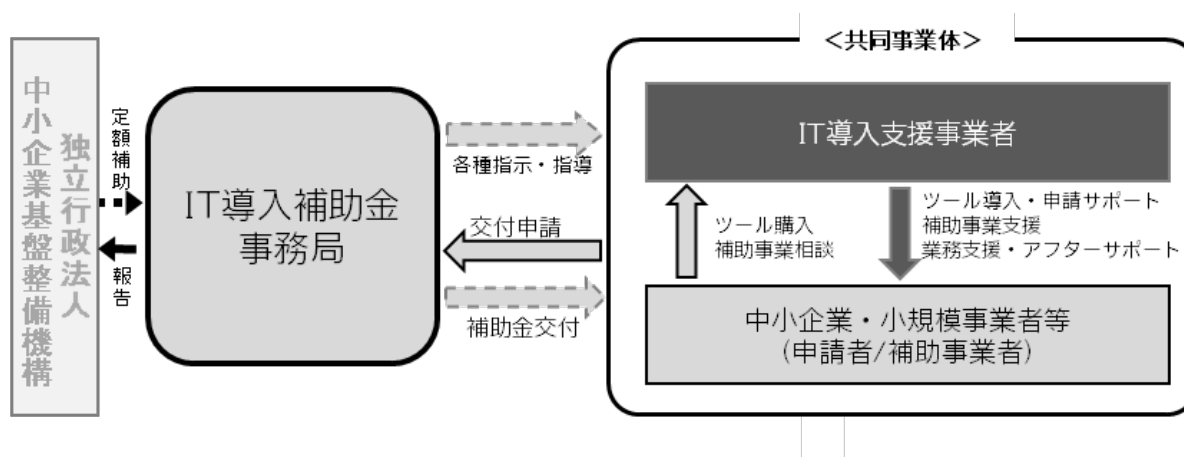 独立行政法人
中小企業基盤整備機構
定額補助
報告
IT導入補助金
事務局
各種指示・指導
交付申請
補助金交付
＜共同事業体＞
IT導入支援事業者
ツール購入
補助事業相談
ツール導入・申請サポート
補助事業支援
業務支援・アフターサポート
中小企業・小規模事業者等
(申請者/補助事業者)